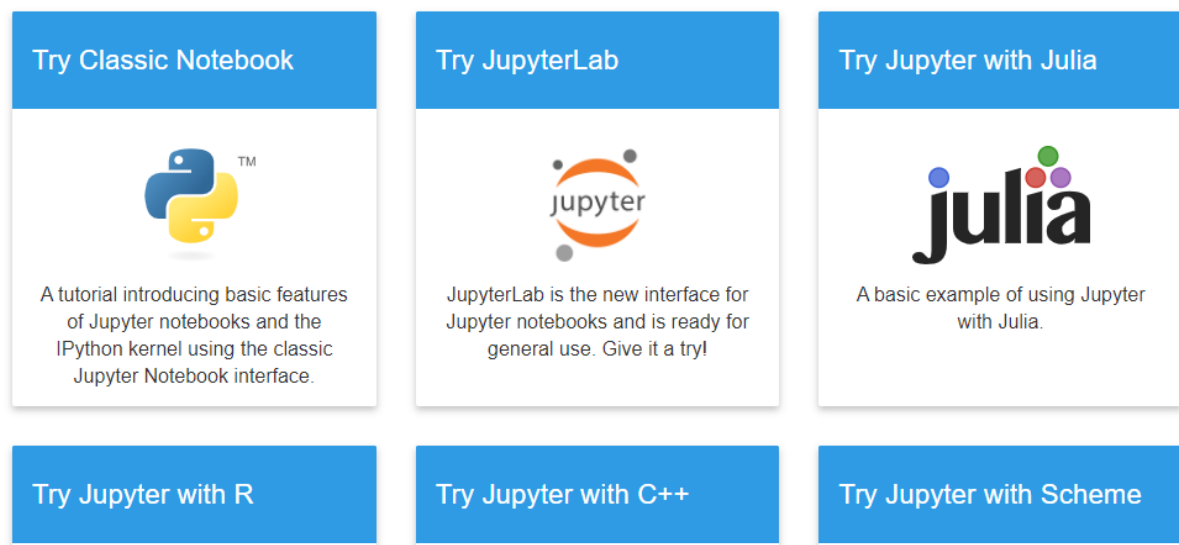 Try Classic Notebook
TM
A tutorial introducing basic features
of Jupyter notebooks and the
IPython kernel using the classic
Jupyter Notebook interface.
Try JupyterLab
jupyter
JupyterLab is the new interface for
Jupyter notebooks and is ready for
general use. Give it a try!
Try Jupyter with Julia
julia
A basic example of using Jupyter
with Julia.
Try Jupyter with R
Try Jupyter with C++
Try Jupyter with Scheme